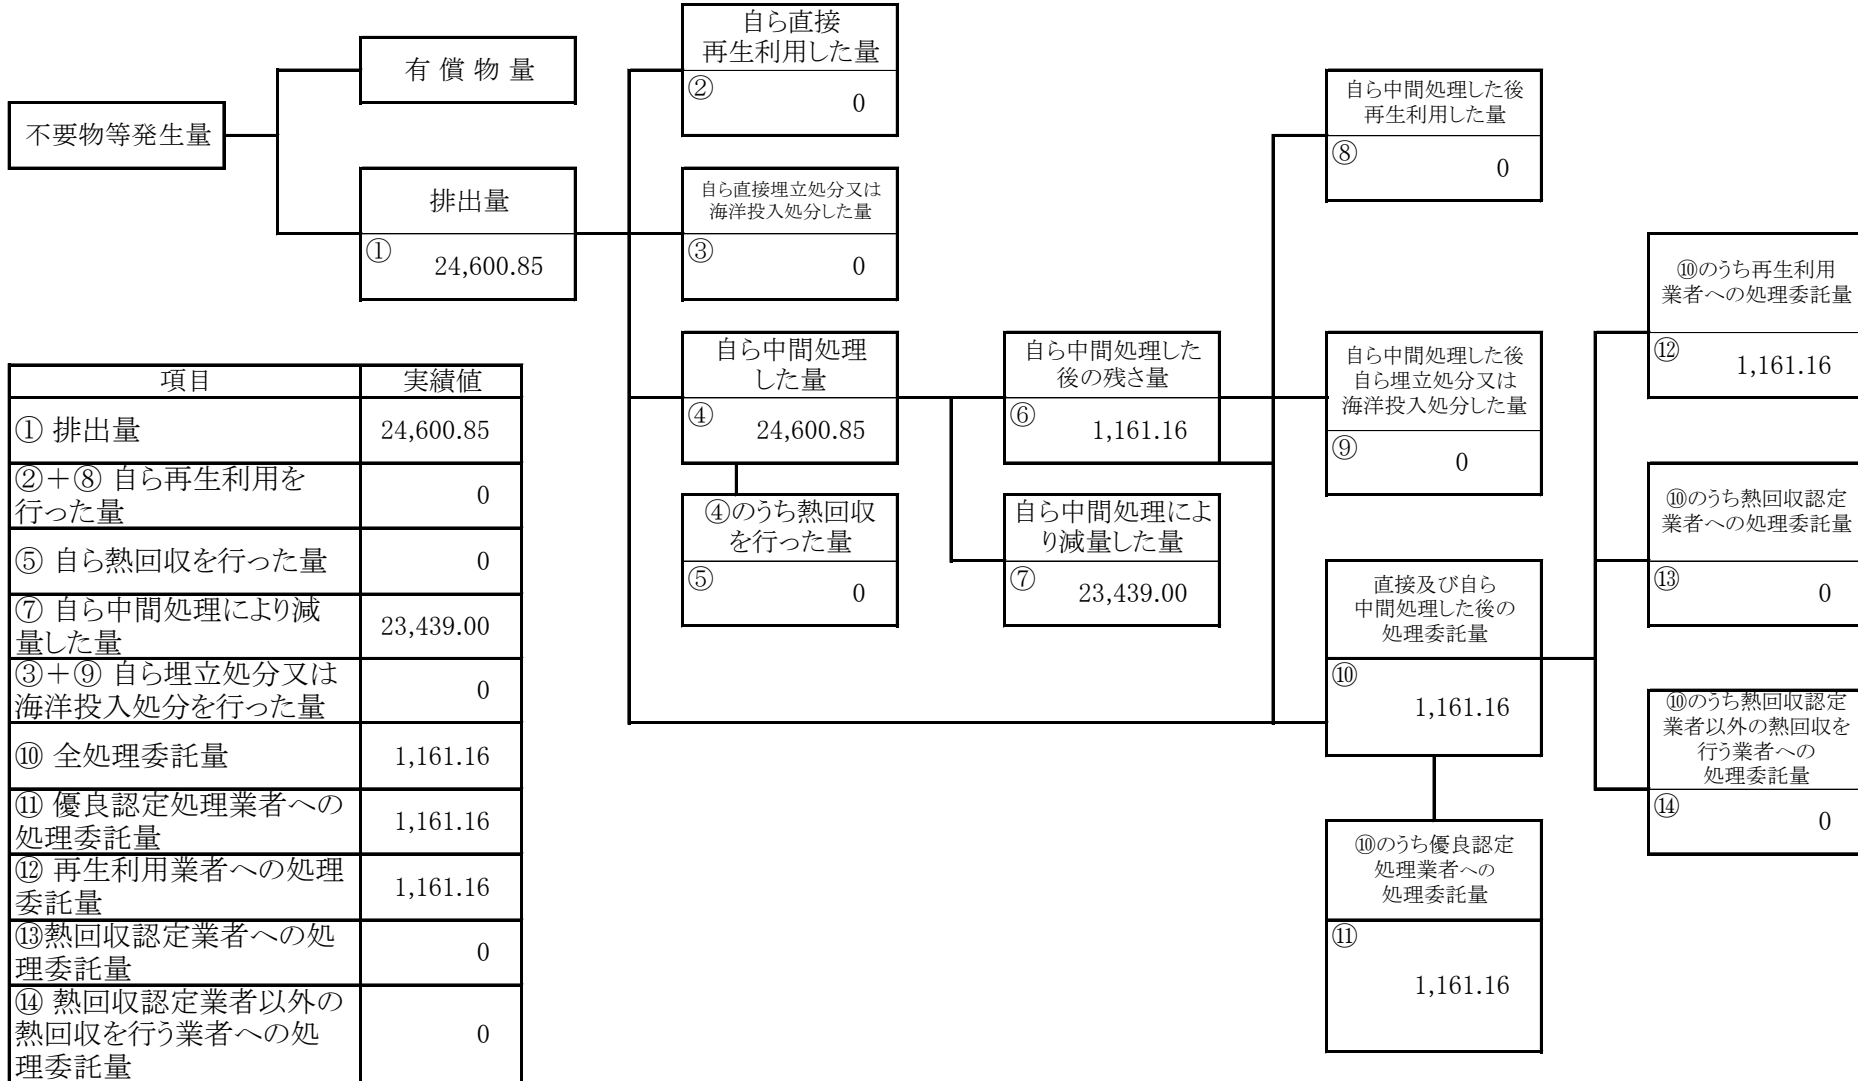 不要物等発生量
有 償 物 量
排出量
①
24,600.85
自ら直接
再生利用した量
②
0
自ら直接埋立処分又は
海洋投入処分した量
③
0
自ら中間処理
した量
④
24,600.85
④のうち熱回収
を行った量
⑤
0
自ら中間処理した
後の残さ量
⑥
1,161.16
自ら中間処理によ
り減量した量
⑦
23,439.00
自ら中間処理した後
再生利用した量
⑧
0
自ら中間処理した後
自ら埋立処分又は
海洋投入処分した量
⑨
0
直接及び自ら
中間処理した後の
処理委託量
⑩
1,161.16
⑩のうち優良認定
処理業者への
処理委託量
⑪
1,161.16
⑩のうち再生利用
業者への処理委託量
⑫
1,161.16
⑩のうち熱回収認定
業者への処理委託量
⑬
0
⑩のうち熱回収認定
業者以外の熱回収を
行う業者への
処理委託量
⑭
0
項目 実績値
① 排出量 24,600.85
②＋⑧ 自ら再生利用を
行った量
0
⑤ 自ら熱回収を行った量 0
⑦ 自ら中間処理により減
量した量
23,439.00
③＋⑨ 自ら埋立処分又は
海洋投入処分を行った量
0
⑩ 全処理委託量 1,161.16
⑪ 優良認定処理業者への
処理委託量
1,161.16
⑫ 再生利用業者への処理
委託量
1,161.16
⑬熱回収認定業者への処
理委託量
0
⑭ 熱回収認定業者以外の
熱回収を行う業者への処
理委託量
0